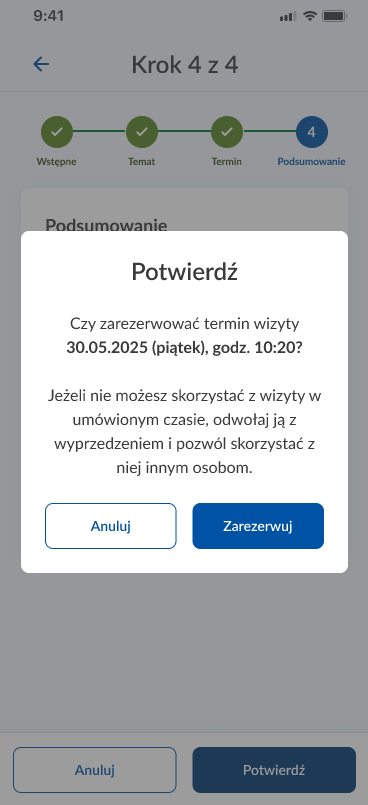 9:41
Krok 4 z 4
4
Wstępne
Temat
Termin
Podsumowanie
Podsumowanie
Potwierdź
Czy zarezerwować termin wizyty
30.05.2025 (piątek), godz. 10:20?
Jeżeli nie możesz skorzystać z wizyty w
umówionym czasie, odwołaj ją z
wyprzedzeniem i pozwól skorzystać z
niej innym osobom.
Anuluj
Zarezerwuj
Anuluj
Potwierdź